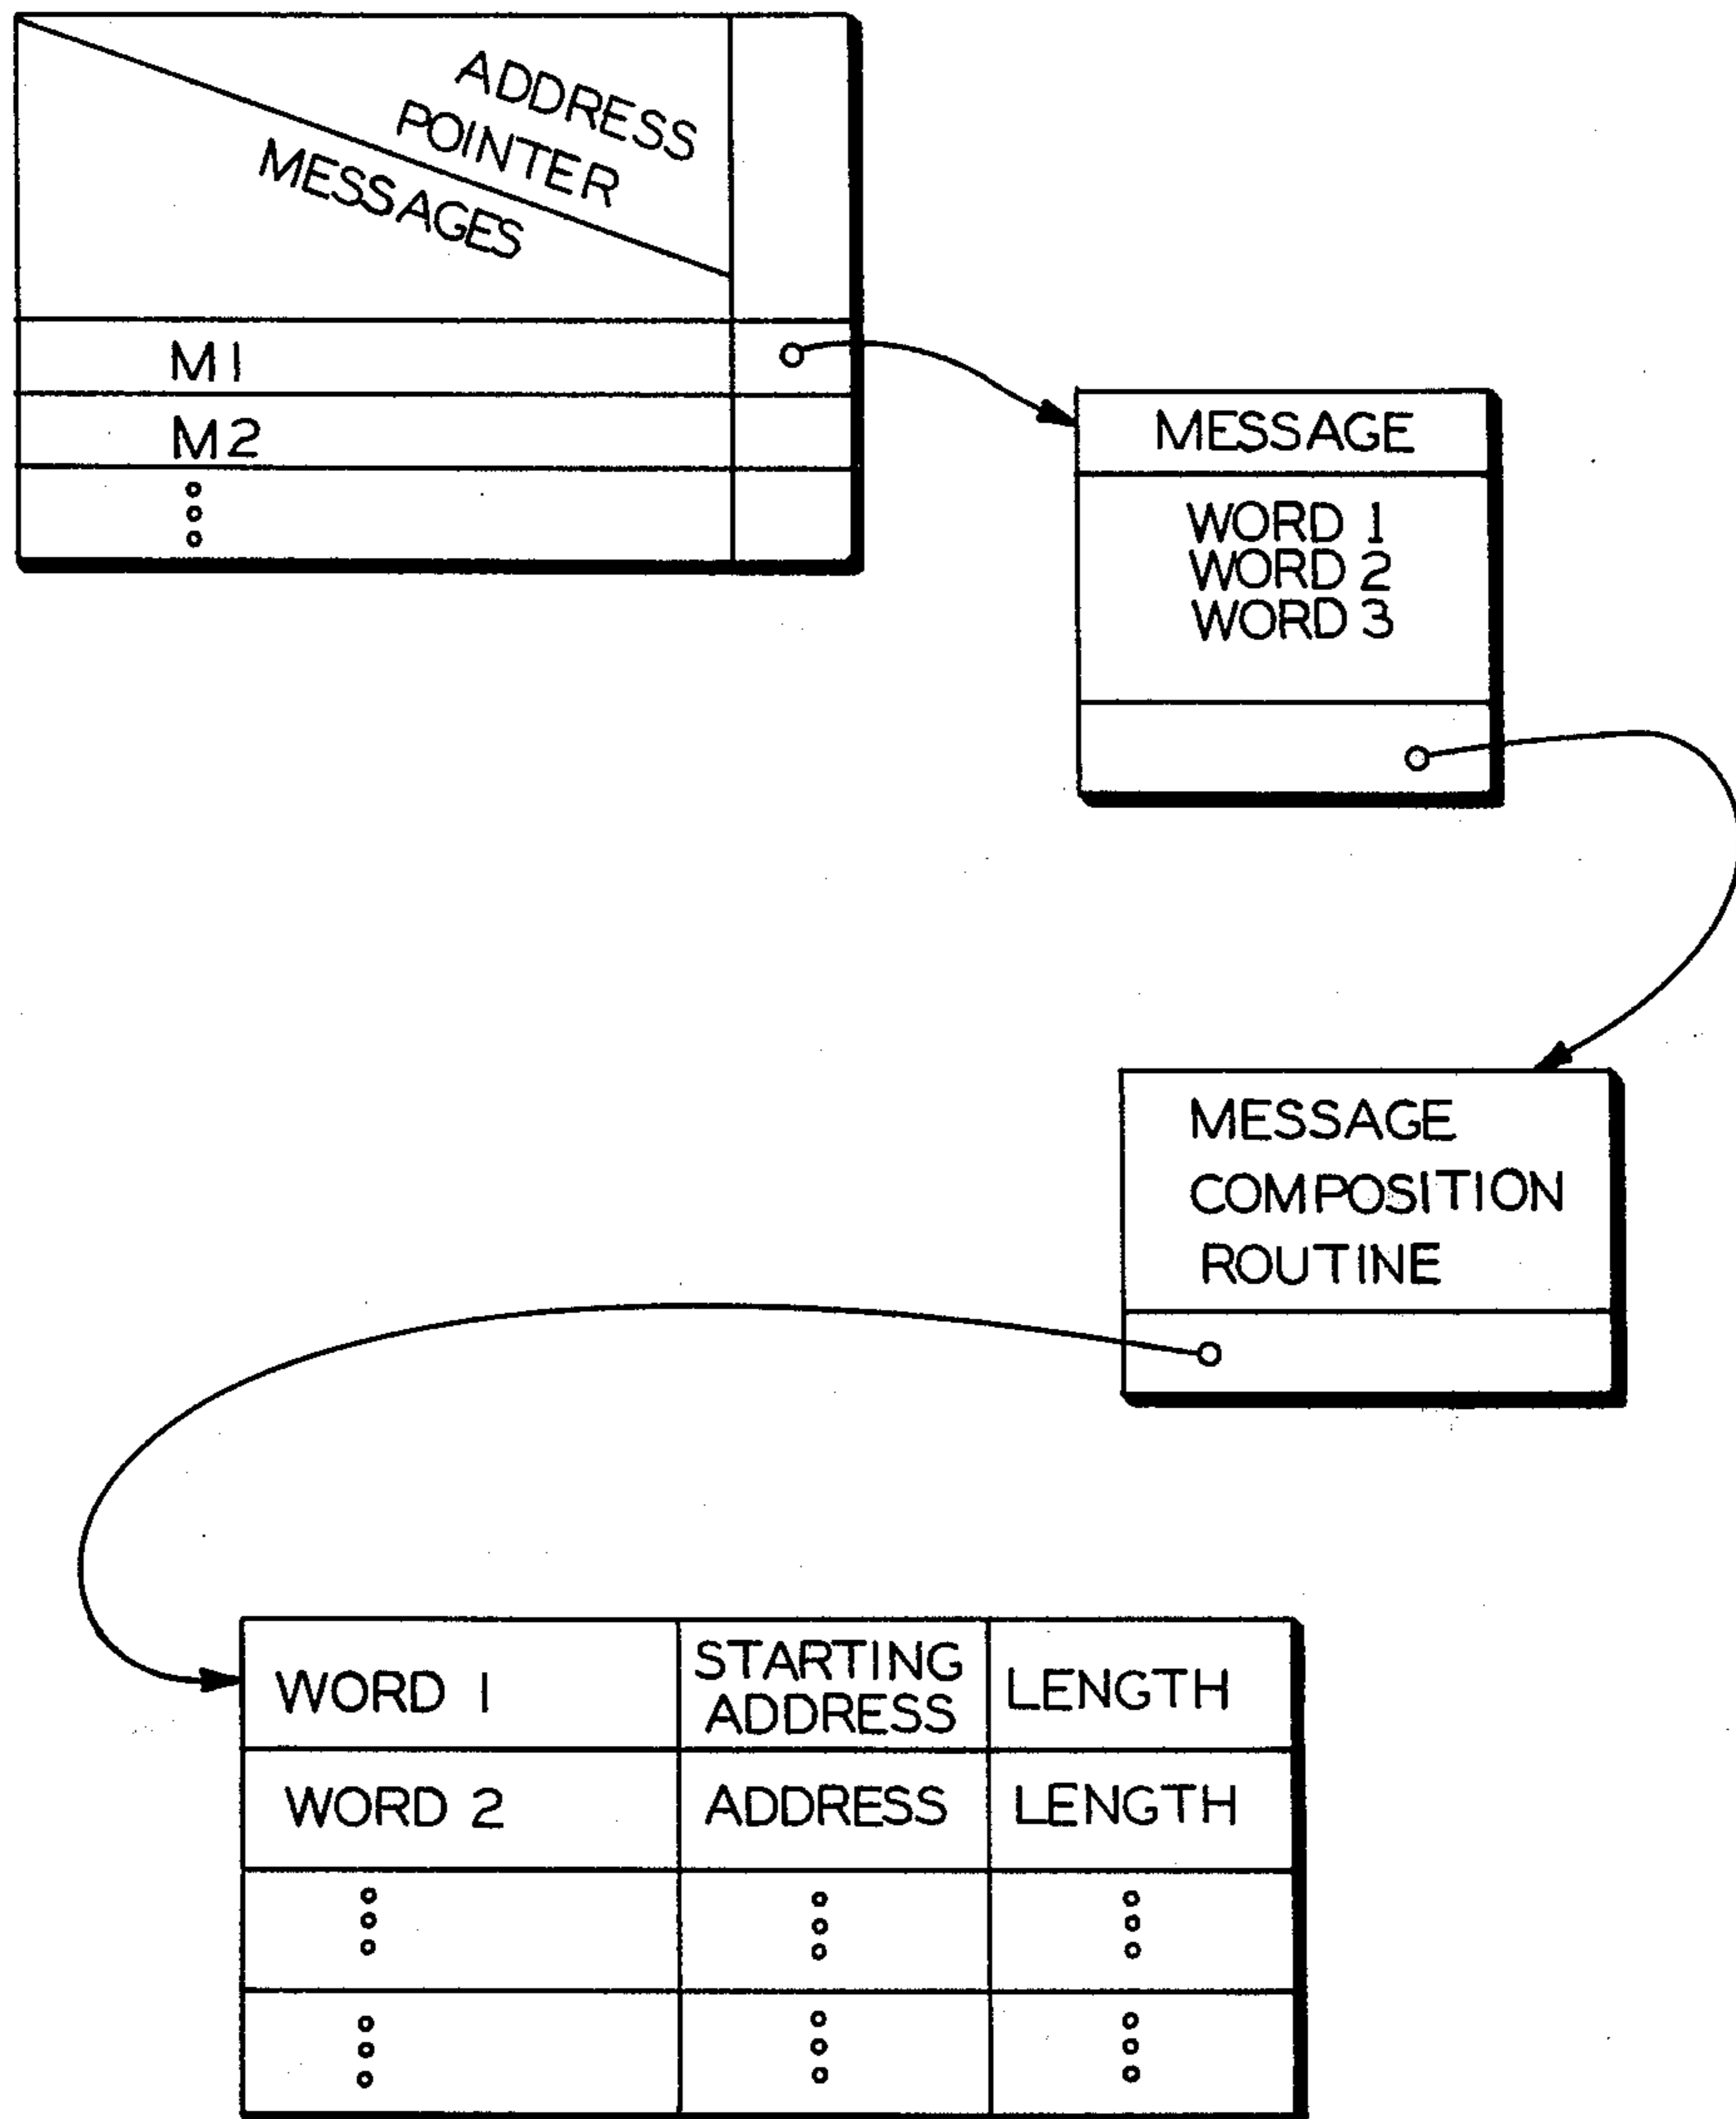 ADDRESS
POINTER
MESSAGES
M1
M2
MESSAGE
WORD 1
WORD 2
WORD 3
MESSAGE
COMPOSITION
ROUTINE
WORD 1
STARTING
ADDRESS
LENGTH
WORD 2
ADDRESS
LENGTH